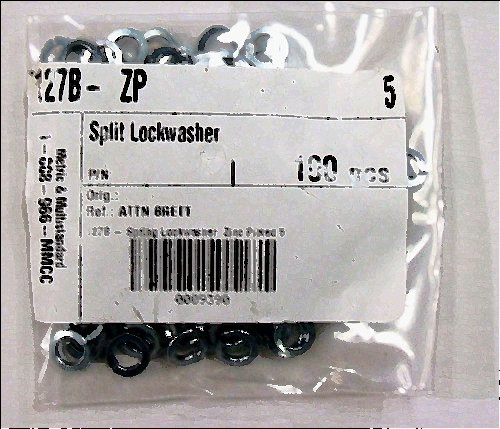 127B- ZP 5
Split Lockwasher
P/N: 100 pcs
Orig.:
Ref.: ATTN BRETT
127B - Spring Lockwasher, Zinc Plated 5
0009390
Metric & Multistandard
1-800-966-MMCC